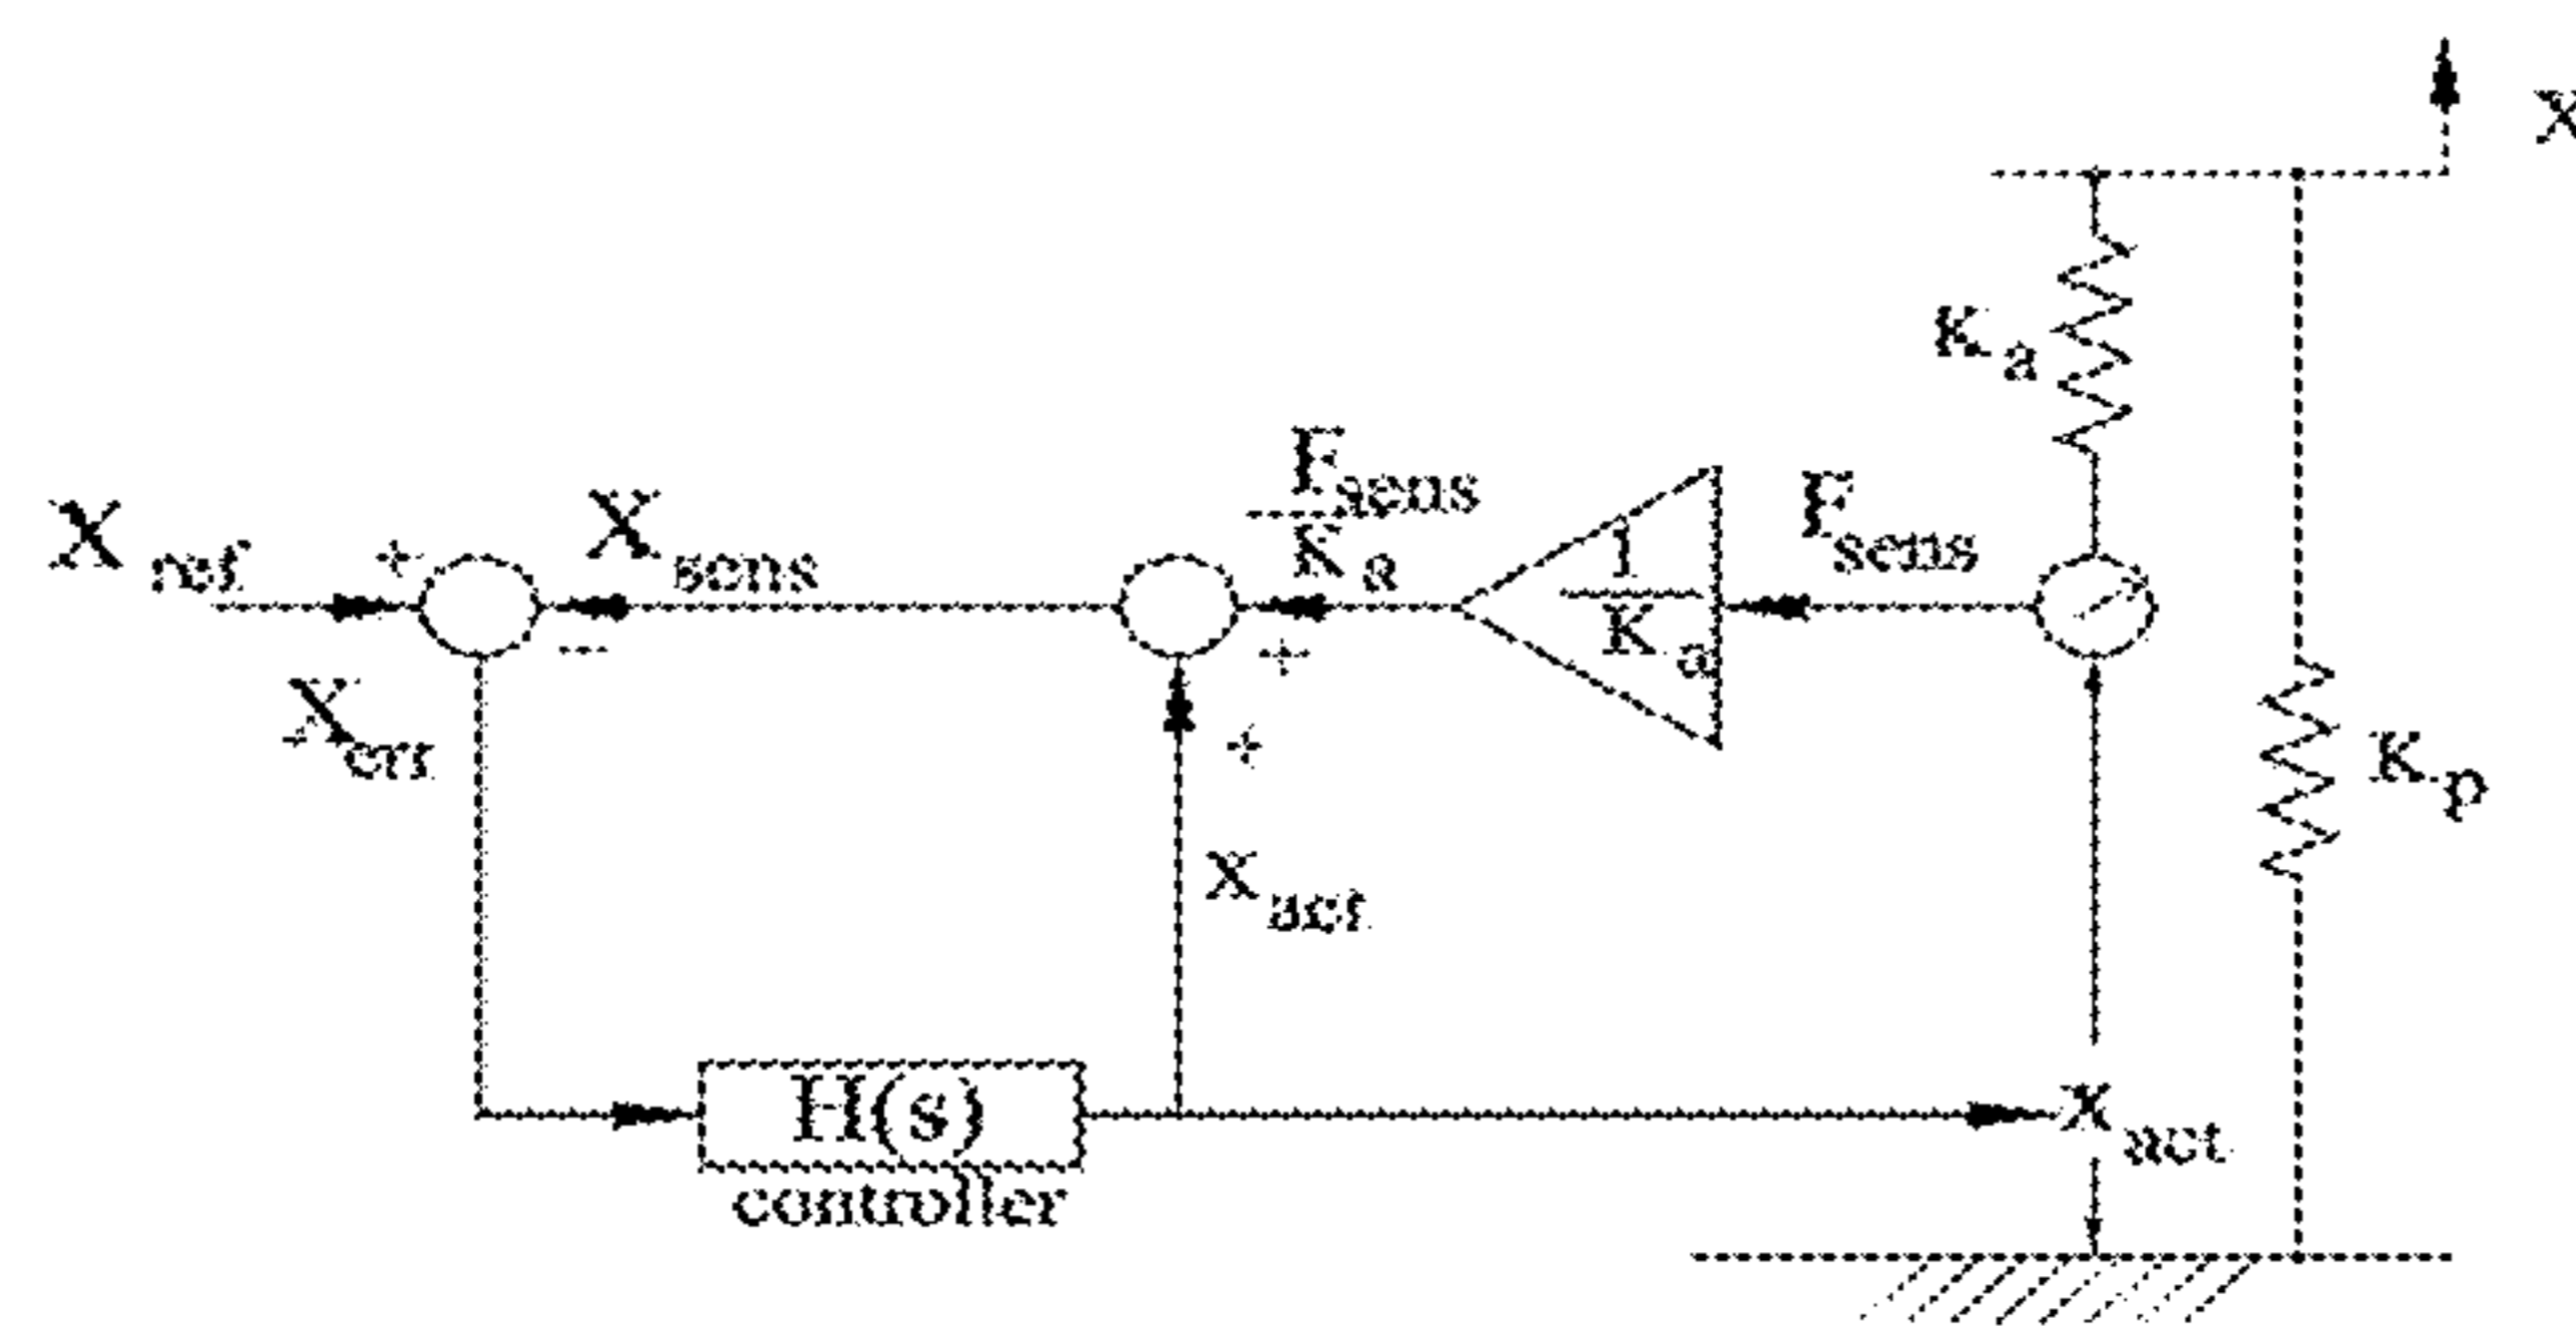 X
K a
F sens
K a
1
K a
F sens
X ref
+
X sens
-
+
+
X err
K p
X act
H(s)
controller
X act